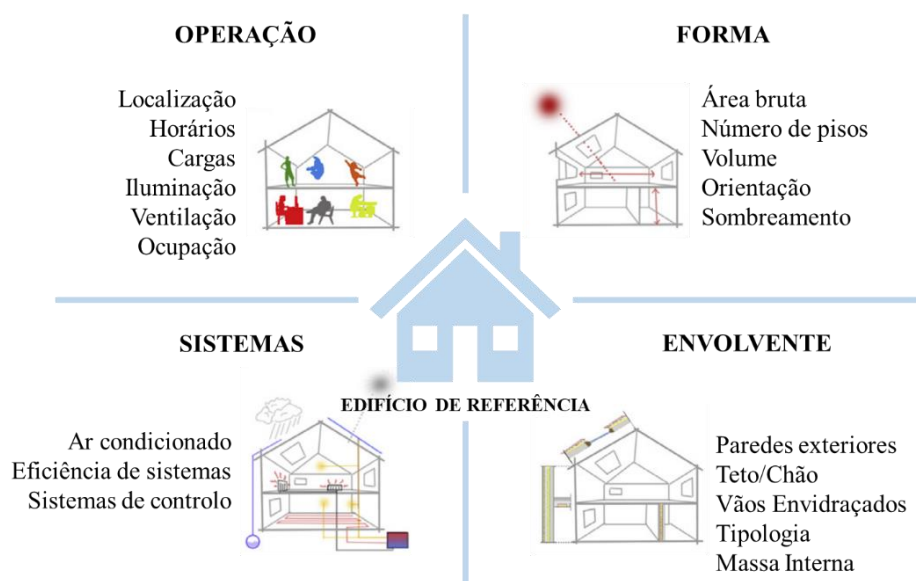 OPERAÇÃO
Localização
Horários
Cargas
Iluminação
Ventilação
Ocupação
FORMA
Área bruta
Número de pisos
Volume
Orientação
Sombreamento
SISTEMAS
Ar condicionado
Eficiência de sistemas
Sistemas de controlo
EDIFÍCIO DE REFERÊNCIA
ENVOLVENTE
Paredes exteriores
Teto/Chão
Vãos Envidraçados
Tipologia
Massa Interna